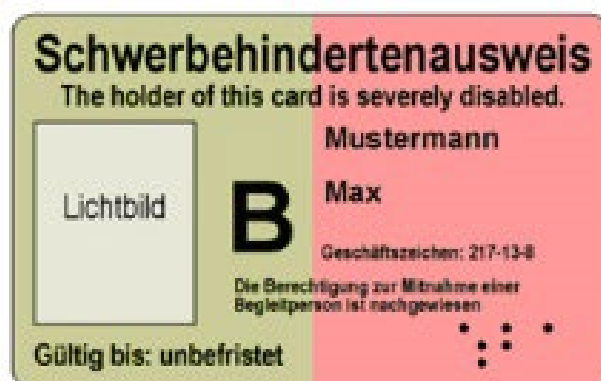 Schwerbehindertenausweis
The holder of this card is severely disabled.
Mustermann
Lichtbild
B
Max
Geschäftszeichen: 217-13-8
Die Berechtigung zur Mitnahme einer
Begleitperson ist nachgewiesen
Gültig bis: unbefristet